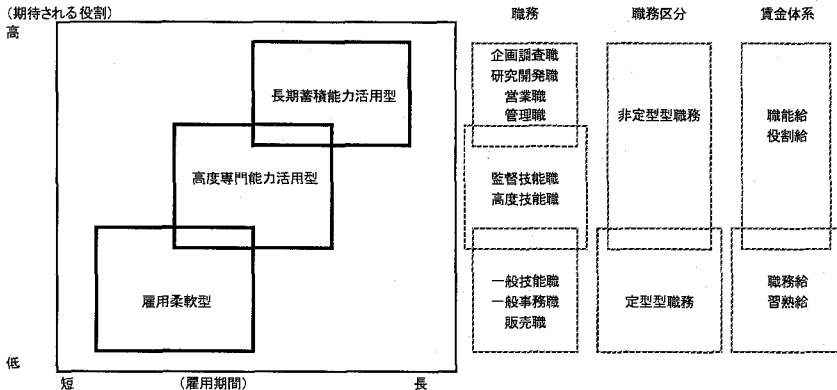 (期待される役割)
高
長期蓄積能力活用型
高度専門能力活用型
雇用柔軟型
低
短
(雇用期間)
長
職務
企画調査職
研究開発職
営業職
管理職
監督技能職
高度技能職
一般技能職
一般事務職
販売職
職務区分
非定型型職務
定型型職務
賃金体系
職能給
役割給
職務給
習熟給